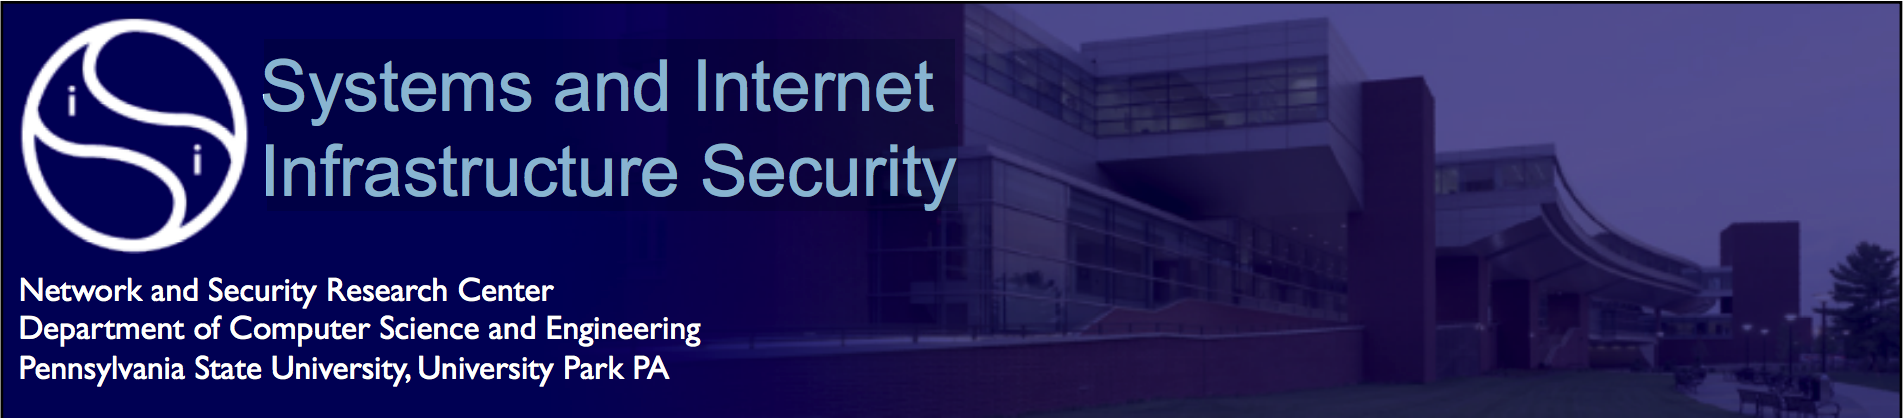 i
i
Systems and Internet
Infrastructure Security
Network and Security Research Center
Department of Computer Science and Engineering
Pennsylvania State University, University Park PA